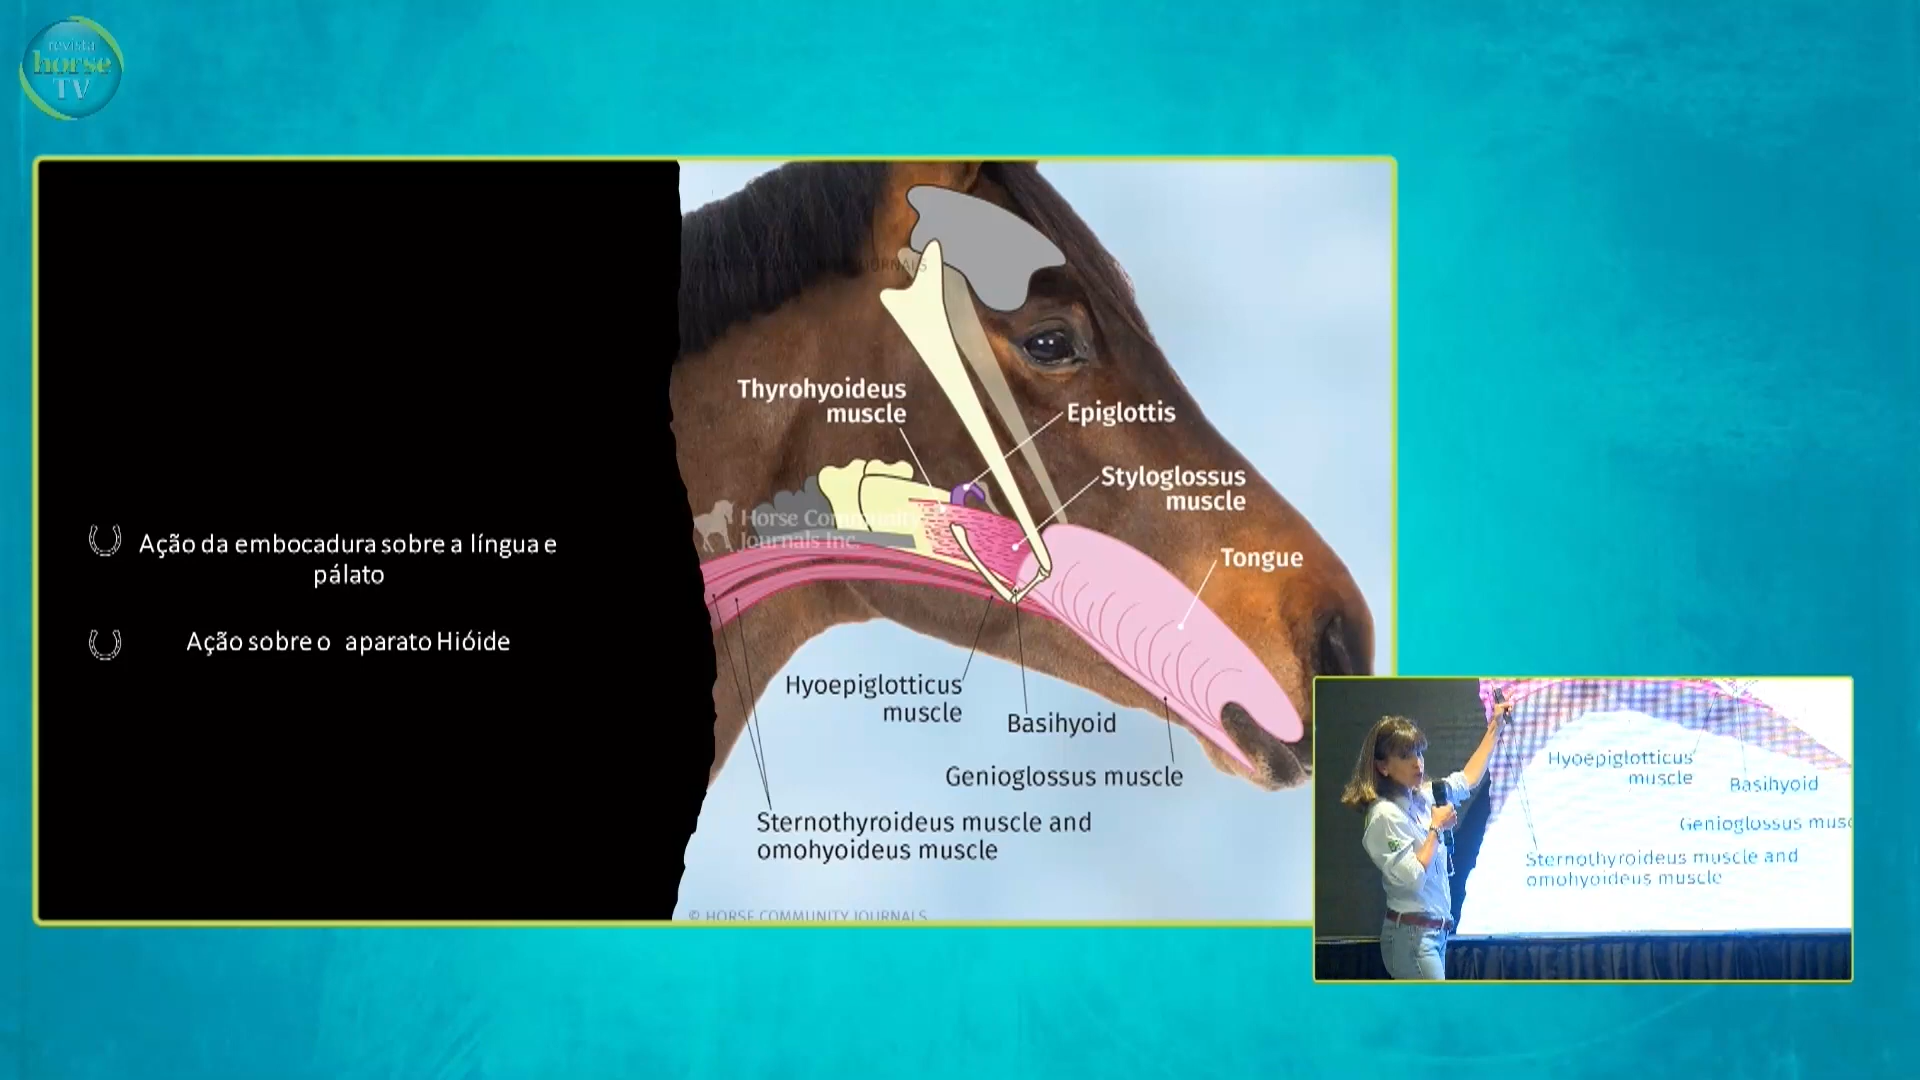 revista
horse
TV
Ação da embocadura sobre a língua e
pálato
Ação sobre o aparato Hióide
JOURNALS
Thyrohyoideus
muscle
Epiglottis
Styloglossus
muscle
Horse Community
Journals Inc.
Tongue
Hyoepiglotticus
muscle
Basihyoid
Genioglossus muscle
Sternothyroideus muscle and
omohyoideus muscle
© HORSE COMMUNITY JOURNALS
Hyoepiglotticus
muscle
Basihyoid
Genioglossus musc
Sternothyroideus muscle and
omohyoideus muscle